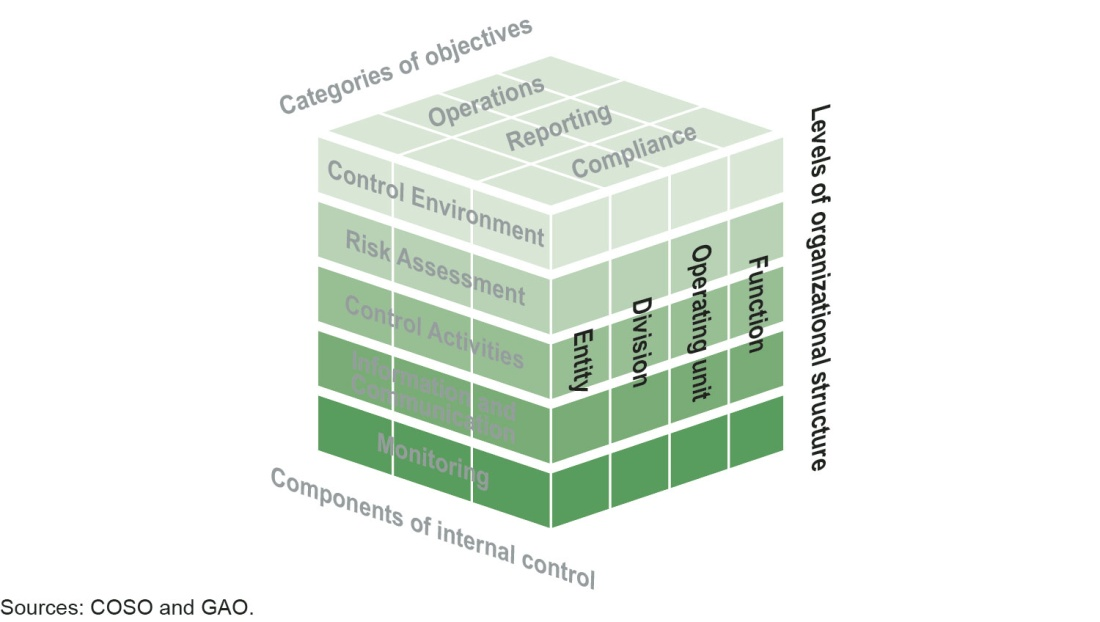 Categories of objectives
Operations
Reporting
Compliance
Control Environment
Risk Assessment
Control Activities
Information and
Communication
Monitoring
Components of internal control
Entity
Division
Operating unit
Function
Levels of organizational structure
Sources: COSO and GAO.